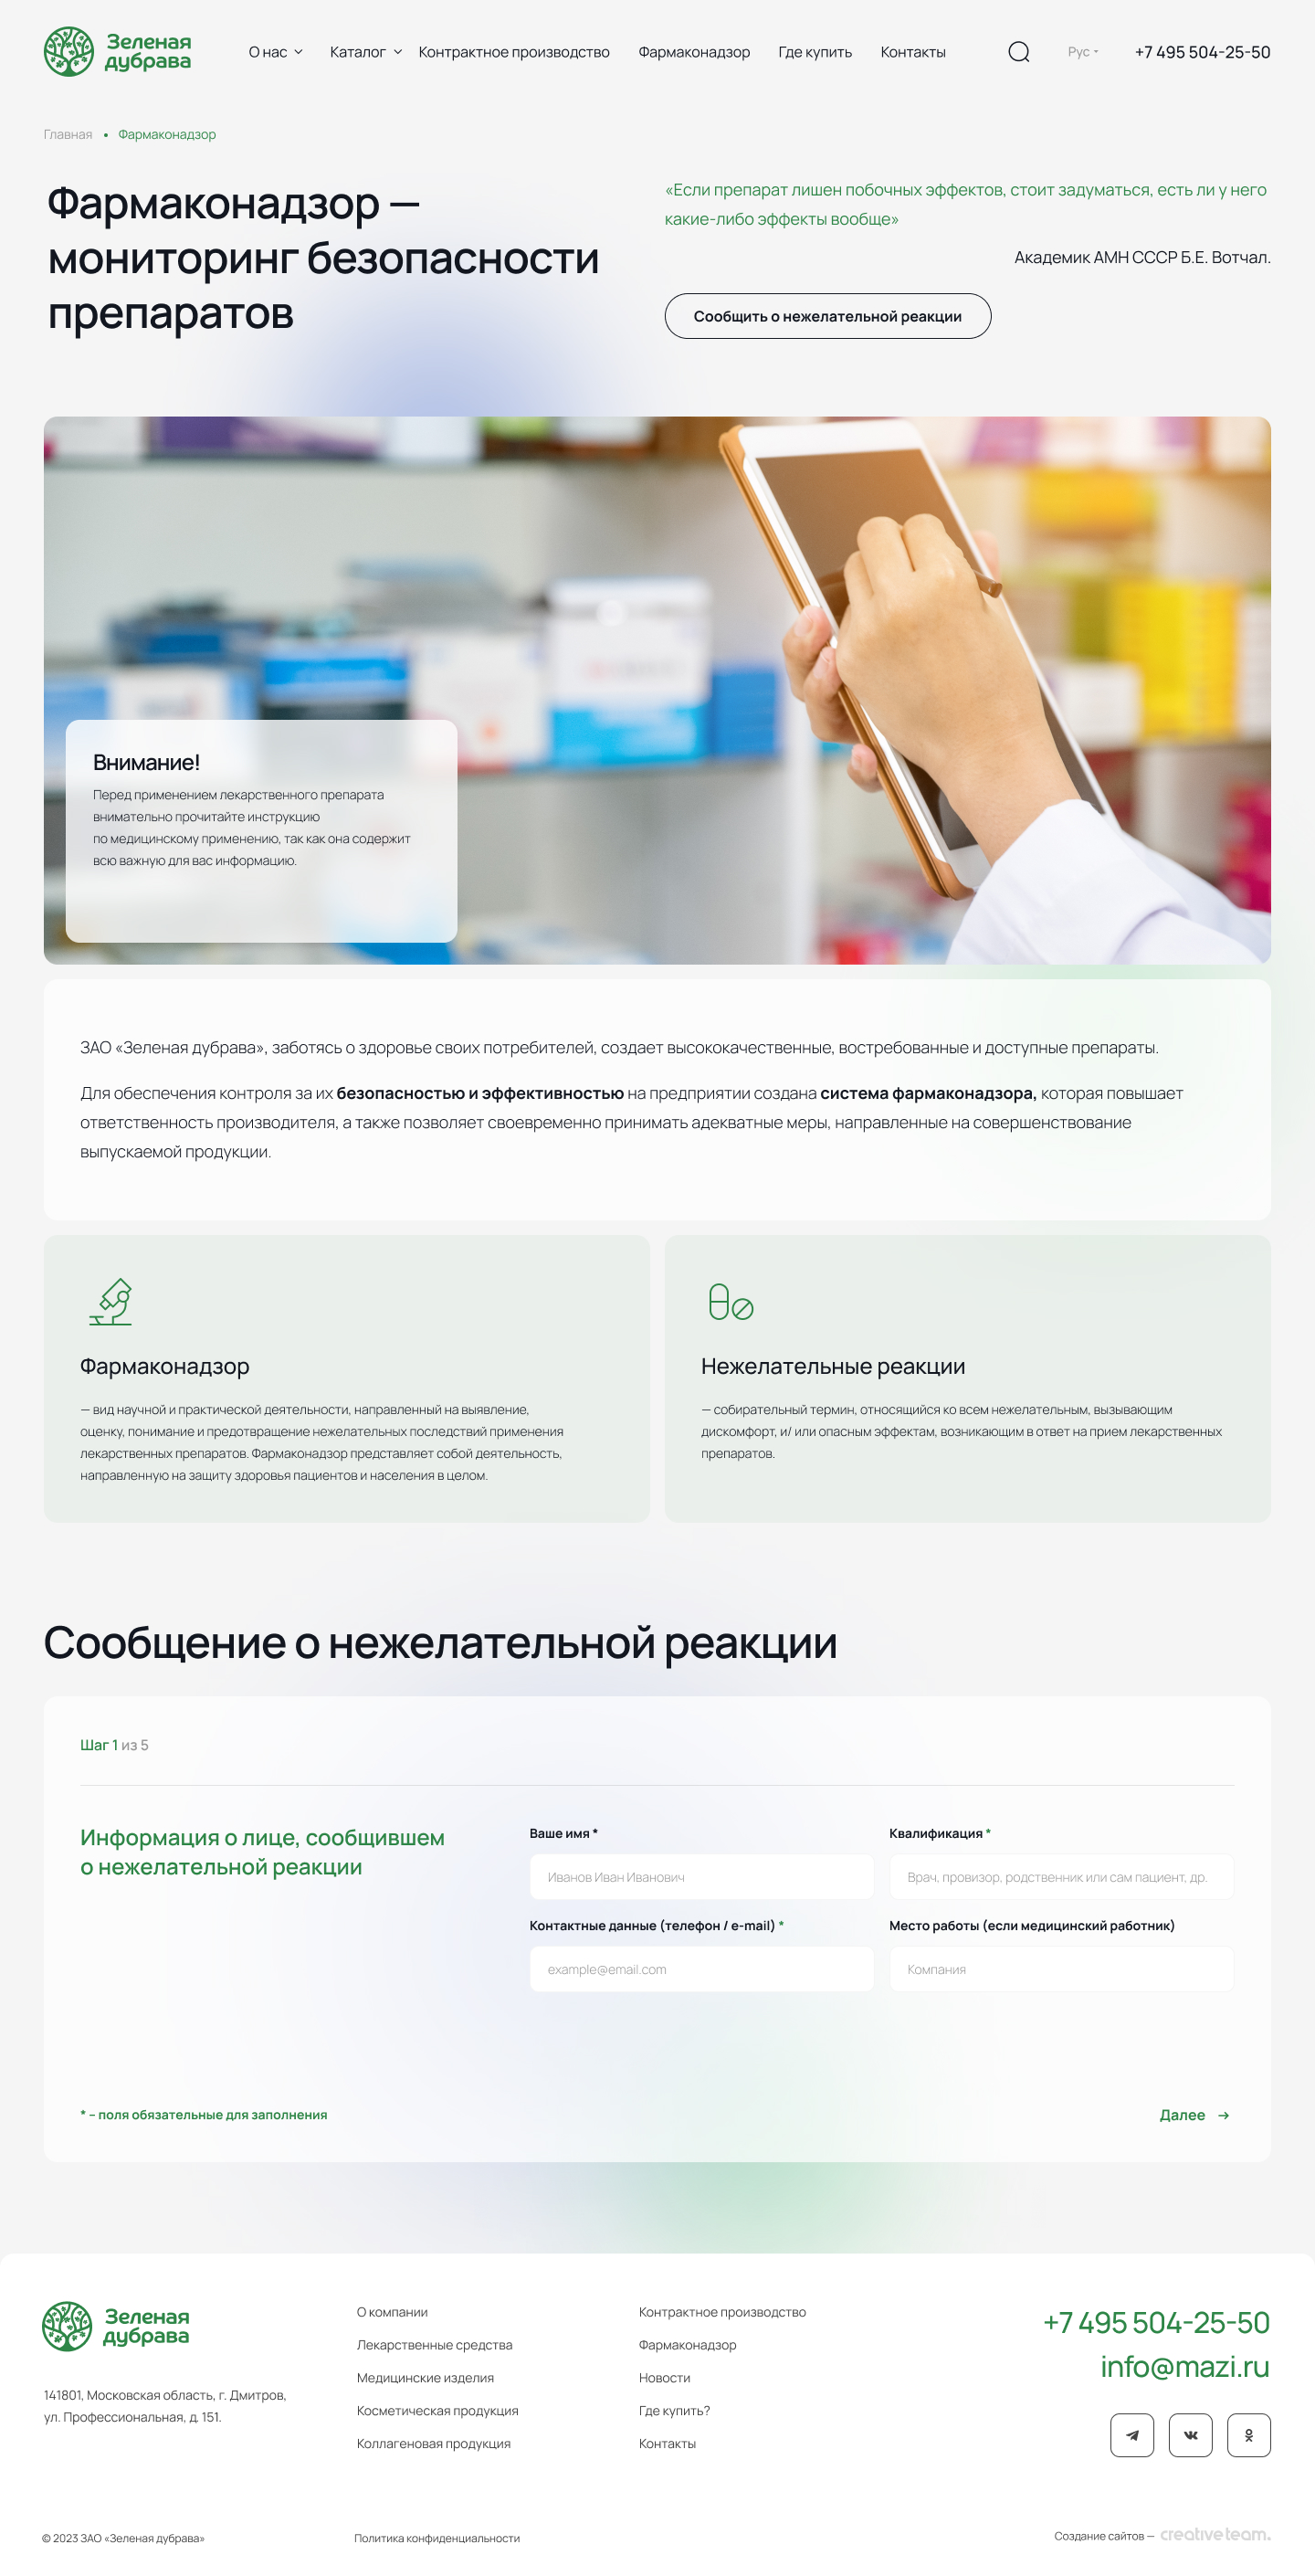 Зеленая
дубрава
О нас
Каталог
Контрактное производство
Фармаконадзор
Где купить
Контакты
Рус
+7 495 504-25-50
Главная • Фармаконадзор
Фармаконадзор —
мониторинг безопасности
препаратов
«Если препарат лишен побочных эффектов, стоит задуматься, есть ли у него
какие-либо эффекты вообще»
Академик АМН СССР Б.Е. Вотчал.
Сообщить о нежелательной реакции
Внимание!
Перед применением лекарственного препарата
внимательно прочитайте инструкцию
по медицинскому применению, так как она содержит
всю важную для вас информацию.
ЗАО «Зеленая дубрава», заботясь о здоровье своих потребителей, создает высококачественные, востребованные и доступные препараты.
Для обеспечения контроля за их безопасностью и эффективностью на предприятии создана система фармаконадзора, которая повышает
ответственность производителя, а также позволяет своевременно принимать адекватные меры, направленные на совершенствование
выпускаемой продукции.
Фармаконадзор
— вид научной и практической деятельности, направленный на выявление,
оценку, понимание и предотвращение нежелательных последствий применения
лекарственных препаратов. Фармаконадзор представляет собой деятельность,
направленную на защиту здоровья пациентов и населения в целом.
Нежелательные реакции
— собирательный термин, относящийся ко всем нежелательным, вызывающим
дискомфорт, и/ или опасным эффектам, возникающим в ответ на прием лекарственных
препаратов.
Сообщение о нежелательной реакции
Шаг 1 из 5
Информация о лице, сообщившем
о нежелательной реакции
Ваше имя *
Иванов Иван Иванович
Квалификация *
Врач, провизор, родственник или сам пациент, др.
Контактные данные (телефон / e-mail) *
example@email.com
Место работы (если медицинский работник)
Компания
* – поля обязательные для заполнения
Далее →
Зеленая
дубрава
141801, Московская область, г. Дмитров,
ул. Профессиональная, д. 151.
О компании
Лекарственные средства
Медицинские изделия
Косметическая продукция
Коллагеновая продукция
Контрактное производство
Фармаконадзор
Новости
Где купить?
Контакты
+7 495 504-25-50
info@mazi.ru
© 2023 ЗАО «Зеленая дубрава»
Политика конфиденциальности
Создание сайтов — creativeteam.